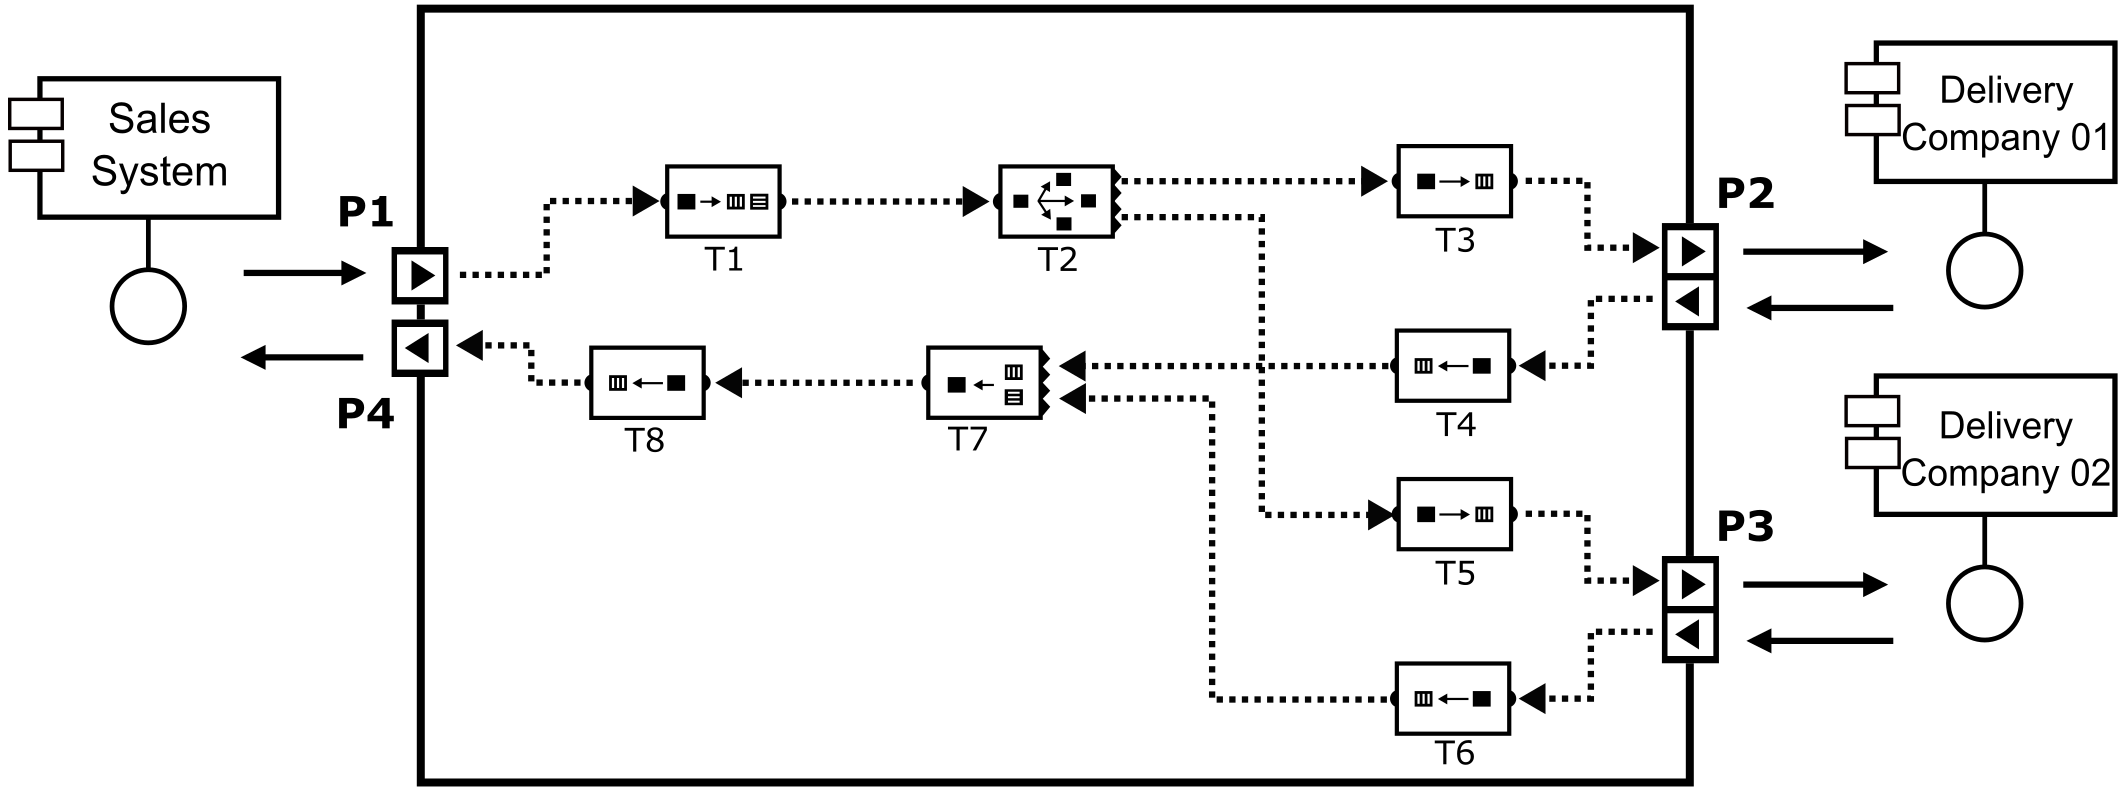 Sales
System
P1
P4
T1
T2
T3
T4
T5
T6
T7
T8
P2
P3
Delivery
Company 01
Delivery
Company 02